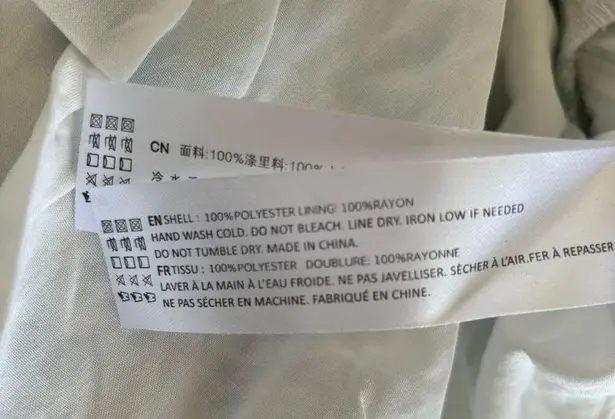 CN 面料:100%涤里料:100%
冷水
EN SHELL : 100%POLYESTER LINING: 100%RAYON
HAND WASH COLD. DO NOT BLEACH. LINE DRY. IRON LOW IF NEEDED
DO NOT TUMBLE DRY. MADE IN CHINA.
FR TISSU : 100%POLYESTER DOUBLURE: 100%RAYONNE
LAVER À LA MAIN À L'EAU FROIDE. NE PAS JAVELLISER. SÈCHER À L'AIR.FER À REPASSER
NE PAS SÉCHER EN MACHINE. FABRIQUÉ EN CHINE.